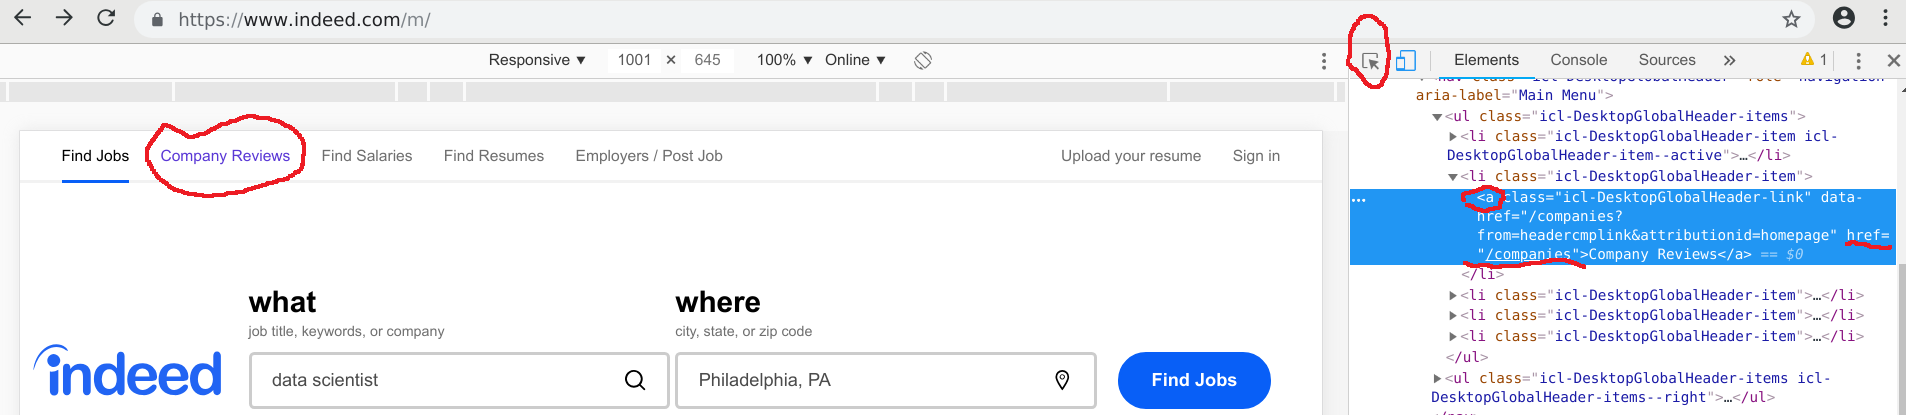 https://www.indeed.com/m/
Responsive ▼ 1001 × 645 100% ▼ Online ▼
Elements Console Sources » 1
Find Jobs Company Reviews Find Salaries Find Resumes Employers / Post Job Upload your resume Sign in
what
job title, keywords, or company
where
city, state, or zip code
indeed
data scientist
Philadelphia, PA
Find Jobs
aria-label="Main Menu">
▼<ul class="icl-DesktopGlobalHeader-items">
▶<li class="icl-DesktopGlobalHeader-item icl-
DesktopGlobalHeader-item--active">…</li>
▼<li class="icl-DesktopGlobalHeader-item">
<a class="icl-DesktopGlobalHeader-link" data-
href="/companies?
from=headercmplink&attributionid=homepage" href=
"/companies">Company Reviews</a> == $0
</li>
▶<li class="icl-DesktopGlobalHeader-item">…</li>
▶<li class="icl-DesktopGlobalHeader-item">…</li>
▶<li class="icl-DesktopGlobalHeader-item">…</li>
</ul>
▶<ul class="icl-DesktopGlobalHeader-items icl-
DesktopGlobalHeader-items--right">…</ul>